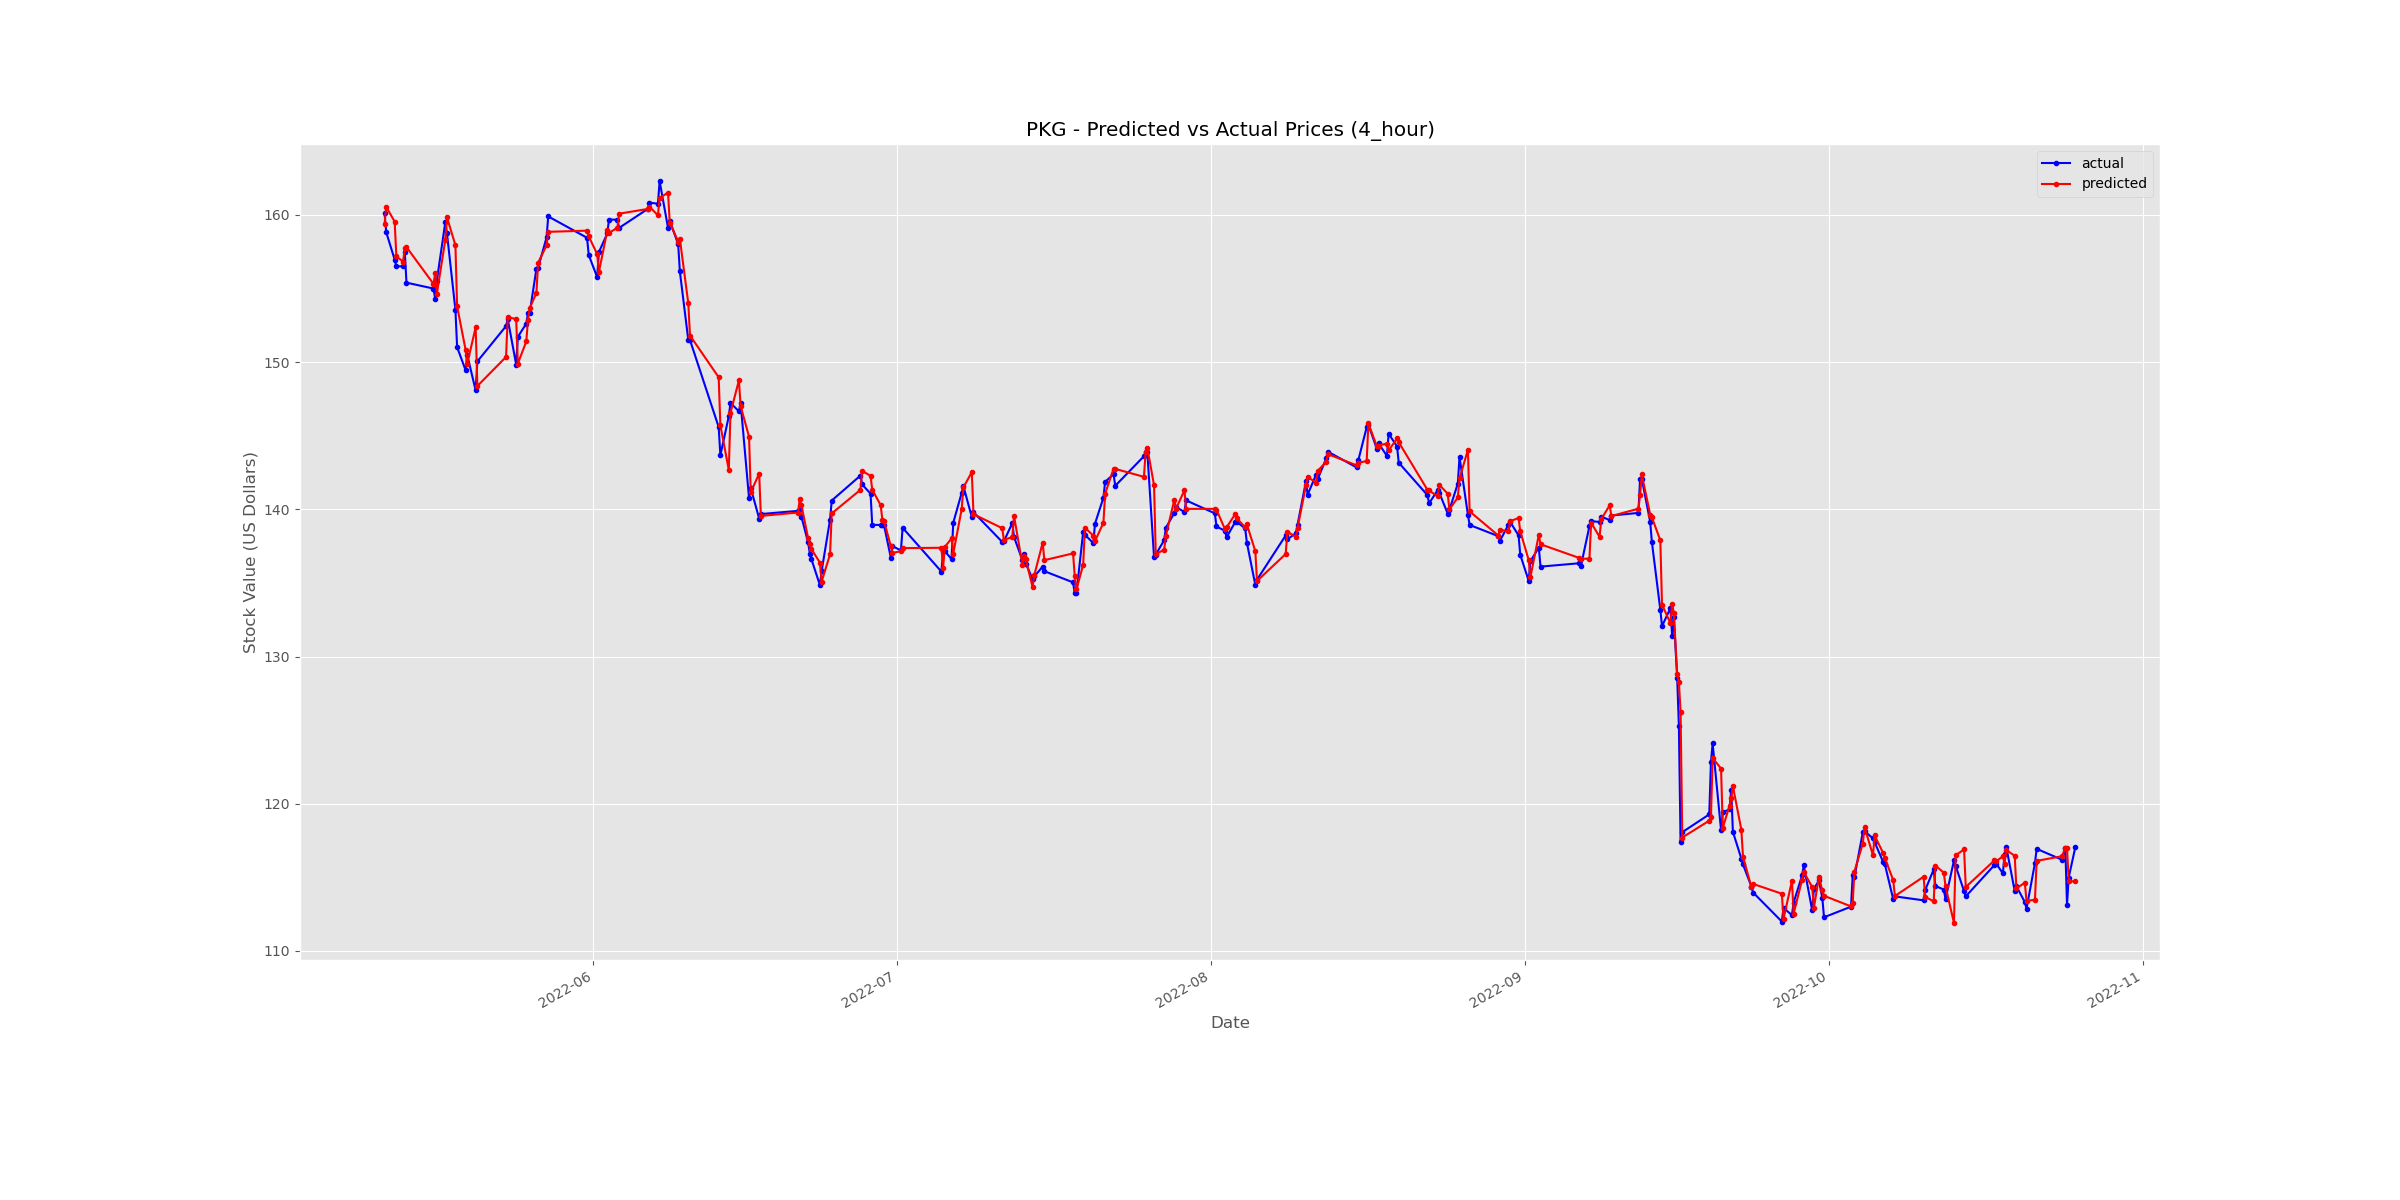 PKG - Predicted vs Actual Prices (4_hour)
actual
predicted
160
150
140
130
120
110
Stock Value (US Dollars)
2022-06
2022-07
2022-08
2022-09
2022-10
2022-11
Date